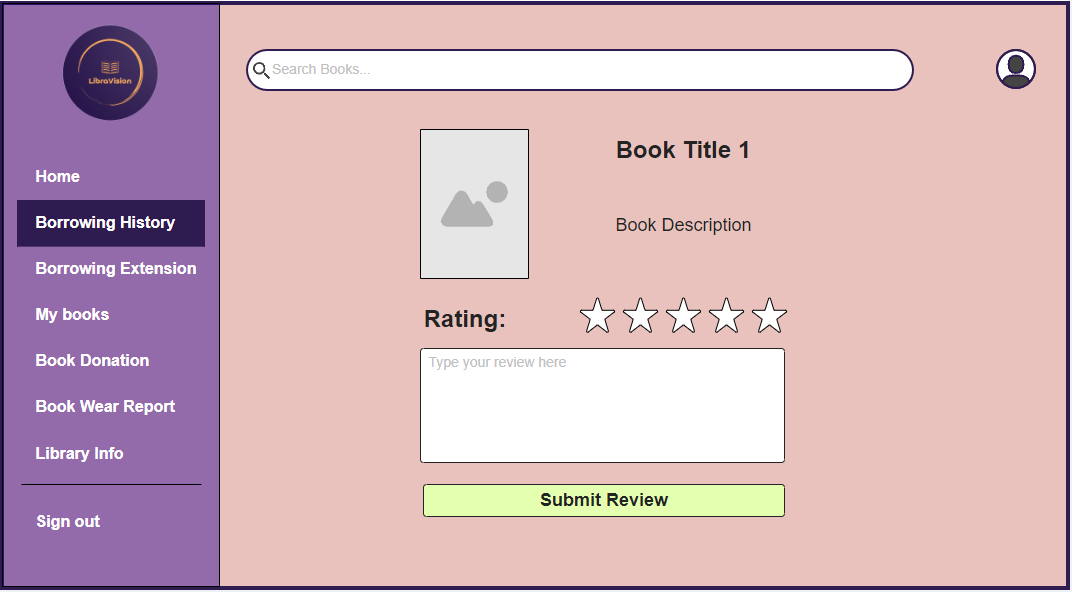 LibraVision
Home
Borrowing History
Borrowing Extension
My books
Book Donation
Book Wear Report
Library Info
Sign out
Search Books...
Book Title 1
Book Description
Rating:
Type your review here
Submit Review